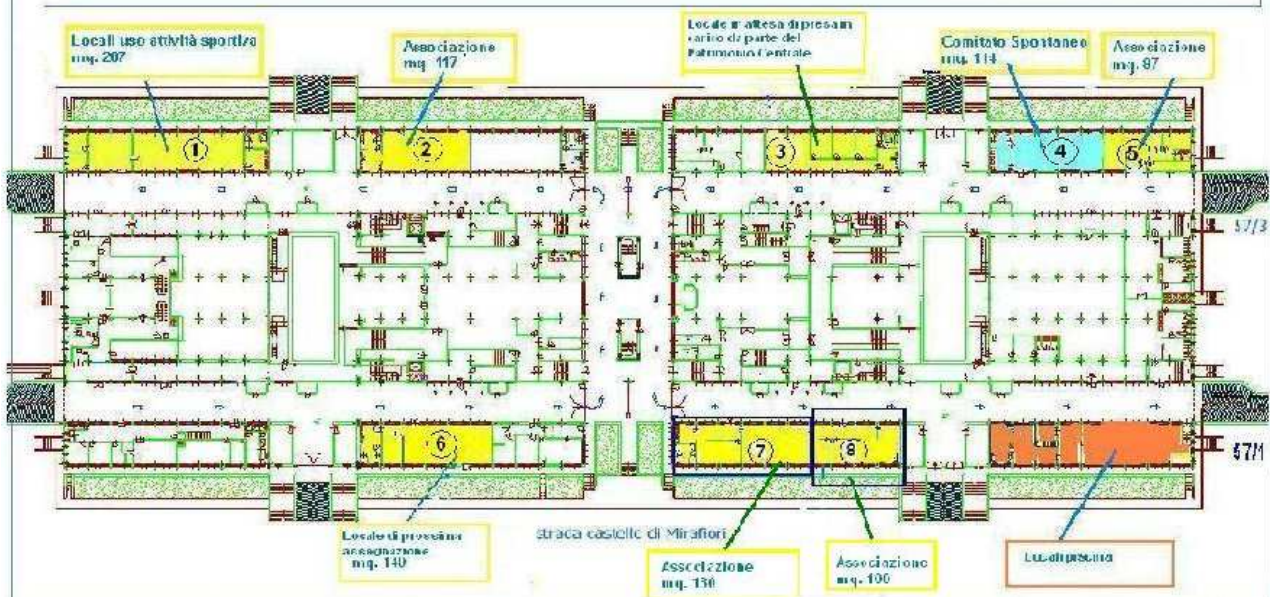 Locali uso attività sportiva
mq. 207
Associazione
mq. 117
Locale in attesa di presa in
carico da parte del
Patrimonio Centrale
Comitato Spontaneo
mq. 114
Associazione
mq. 87
1
2
3
4
5
57/3
6
7
8
57/1
strada castello di Mirafiori
Locale di prossima
assegnazione
mq. 140
Associazione
mq. 130
Associazione
mq. 100
Locali piscina